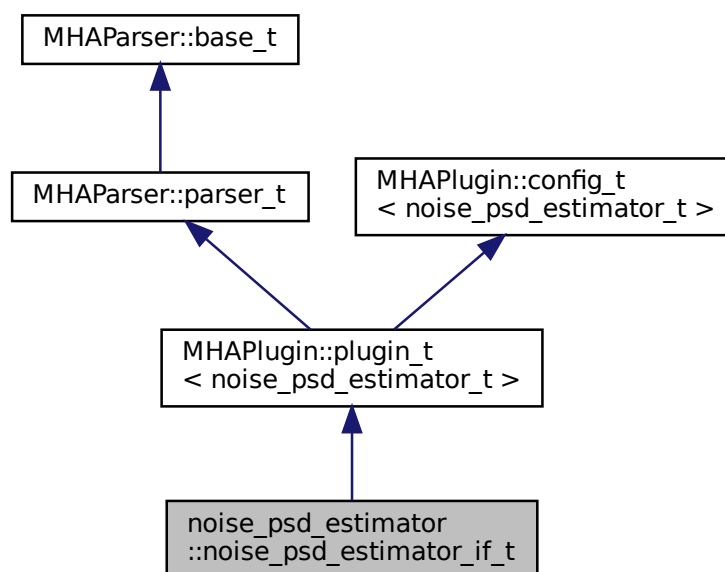 MHAParser::base_t
MHAParser::parser_t
MHAPlugin::config_t
< noise_psd_estimator_t >
MHAPlugin::plugin_t
< noise_psd_estimator_t >
noise_psd_estimator
::noise_psd_estimator_if_t